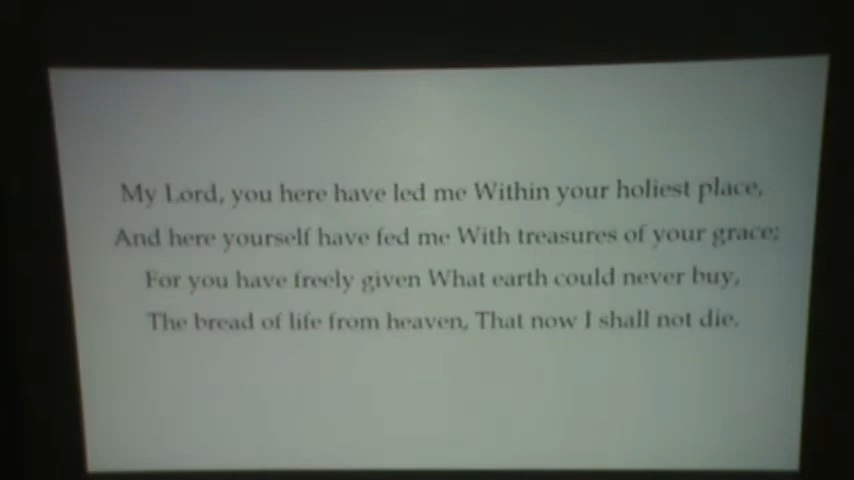 My Lord, you here have led me Within your holiest place,
And here yourself have fed me With treasures of your grace;
For you have freely given What earth could never buy,
The bread of life from heaven, That now I shall not die.